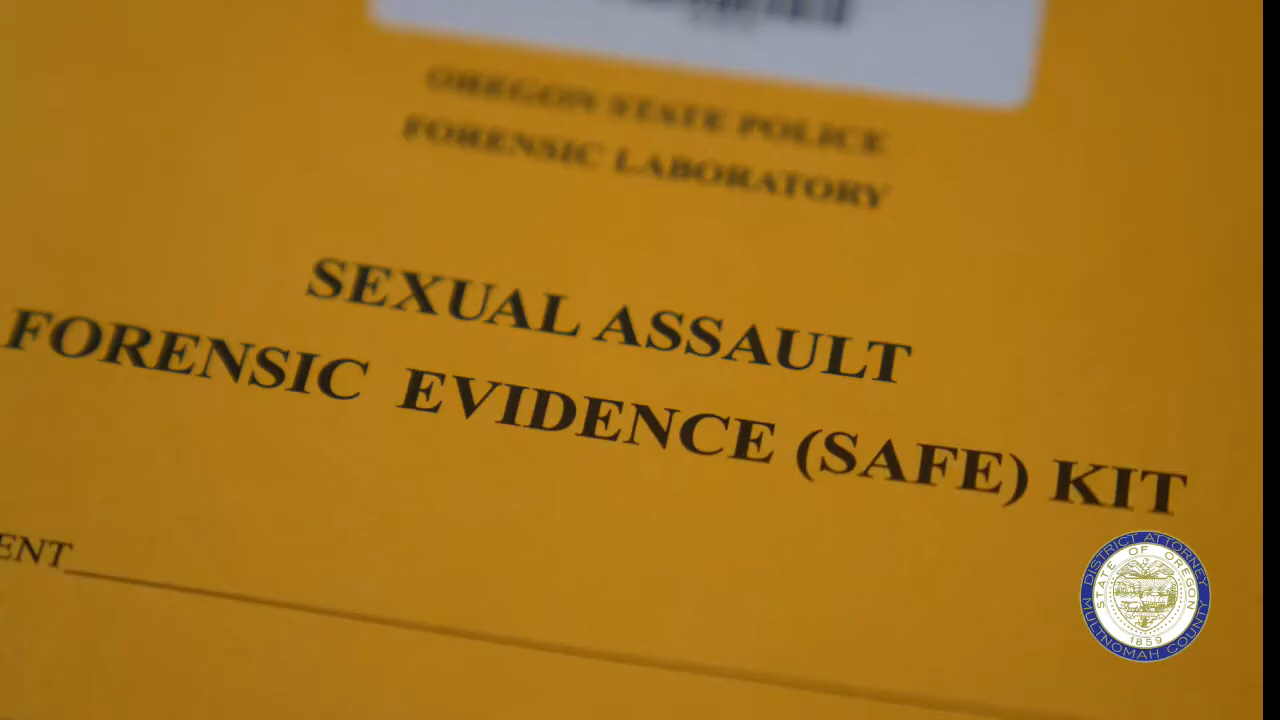 OREGON STATE POLICE
FORENSIC LABORATORY
SEXUAL ASSAULT
FORENSIC EVIDENCE (SAFE) KIT
ENT
DISTRICT ATTORNEY
STATE OF OREGON
1859
MULTNOMAH COUNTY